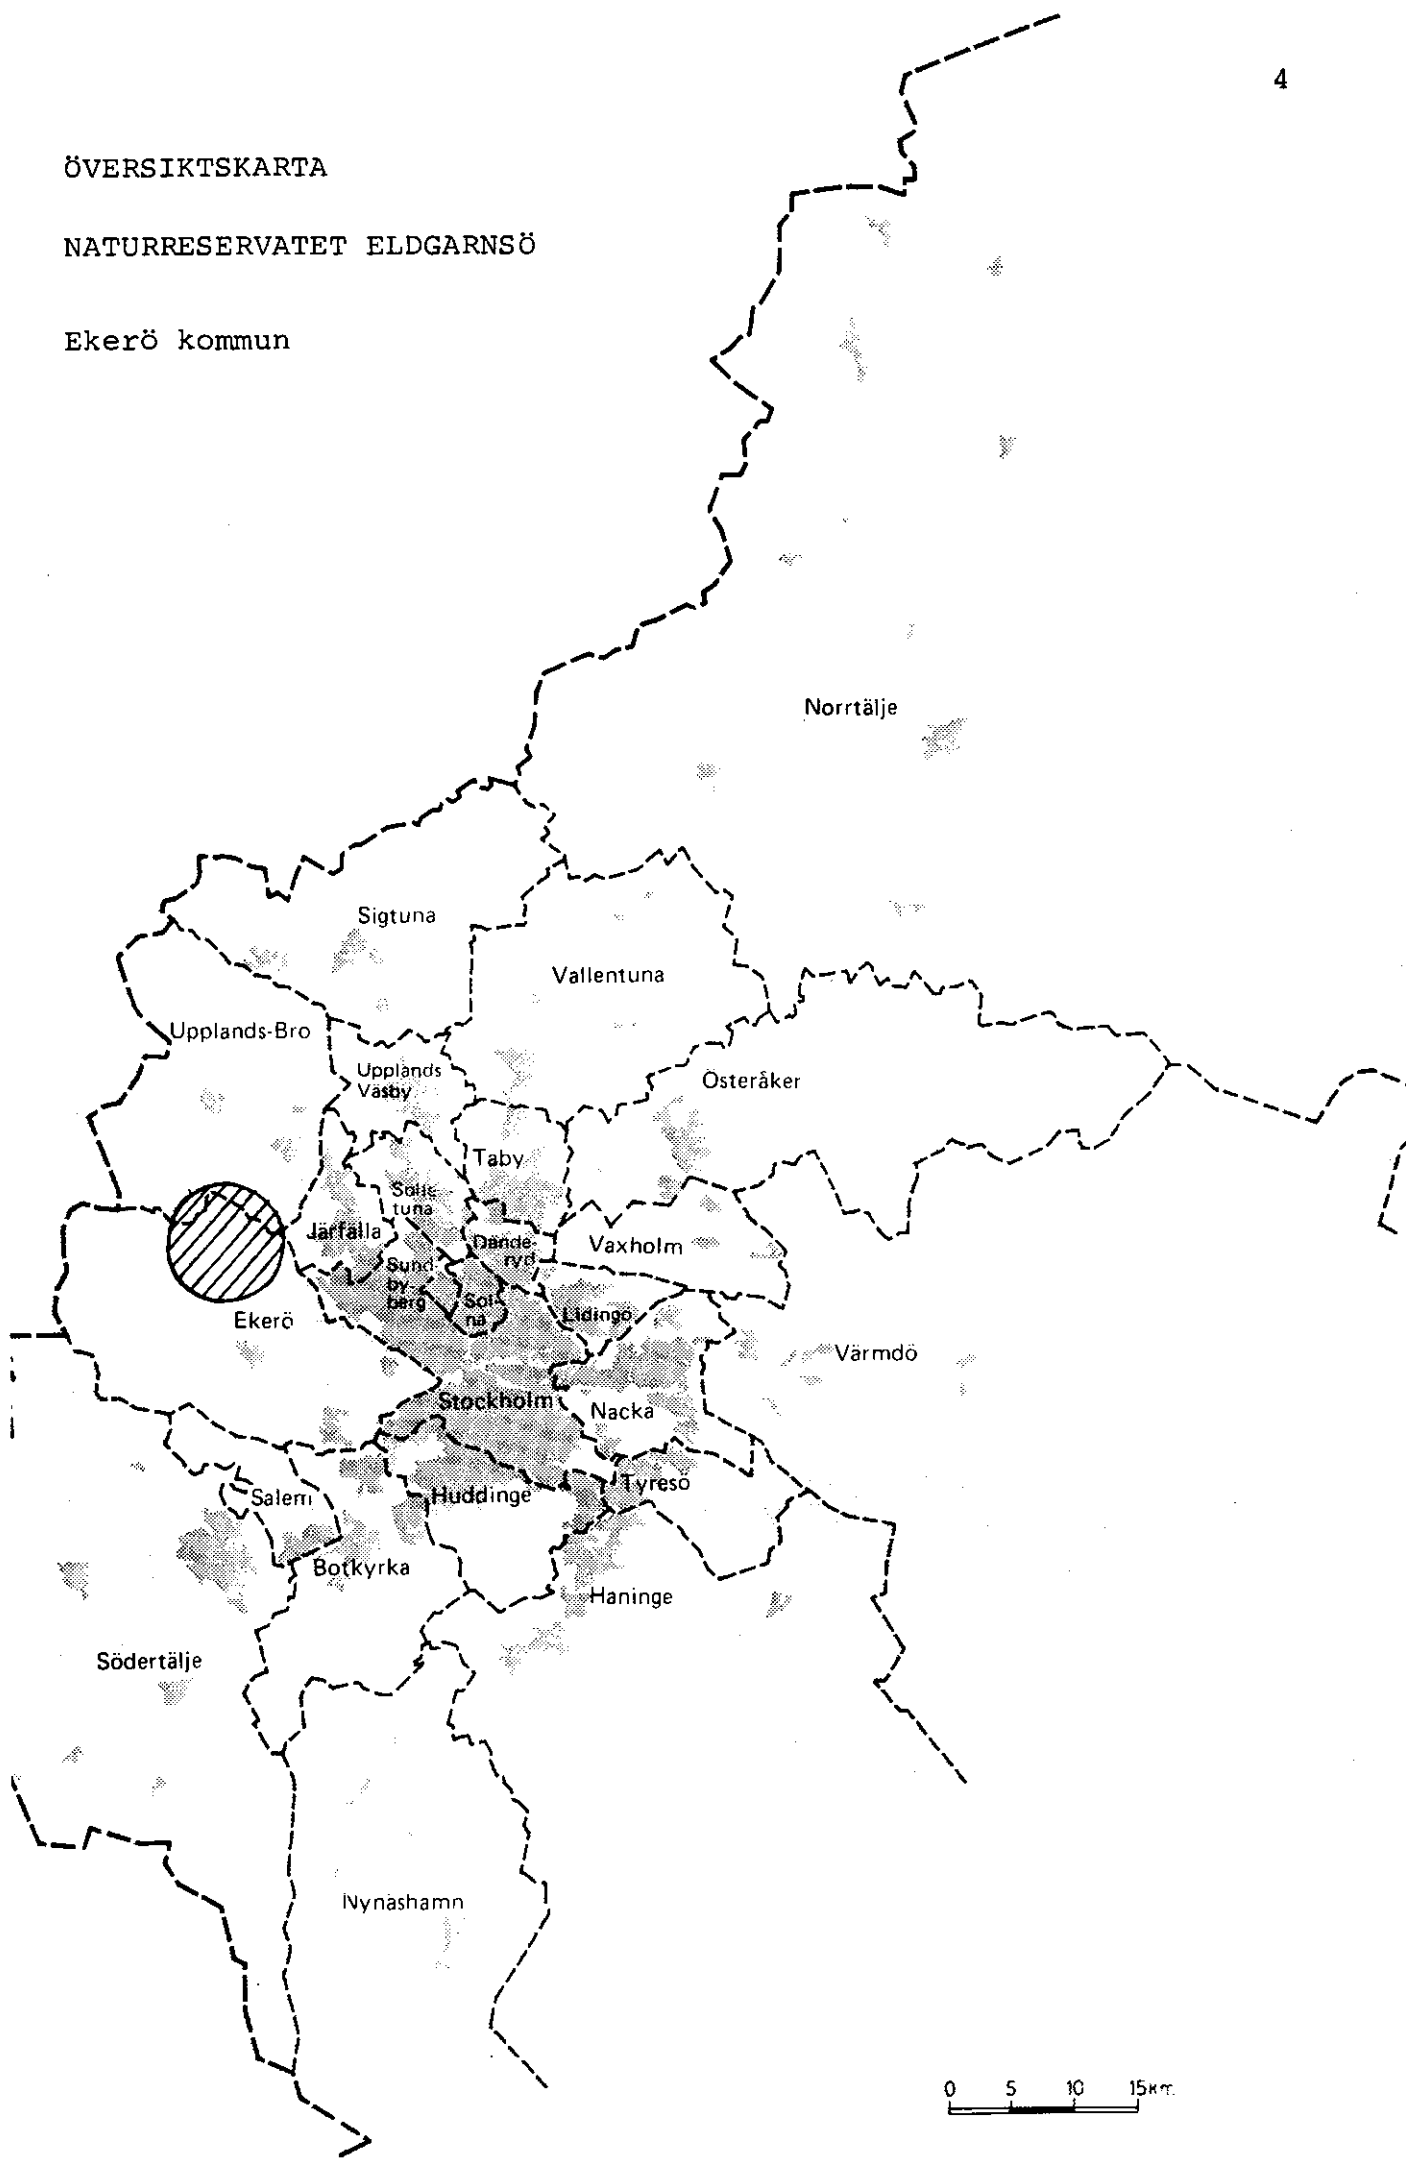 4
ÖVERSIKTSKARTA
NATURRESERVATET ELDGARNSÖ
Ekerö kommun
Norrtälje
Sigtuna
Vallentuna
Upplands-Bro
Upplands
Väsby
Österåker
Täby
Solle-
tuna
Järfälla
Dande-
ryd
Vaxholm
Sund-
by-
berg
Sol-
na
Lidingö
Ekerö
Värmdö
Stockholm
Nacka
Tyresö
Salem
Huddinge
Botkyrka
Haninge
Södertälje
Nynäshamn
0 5 10 15km